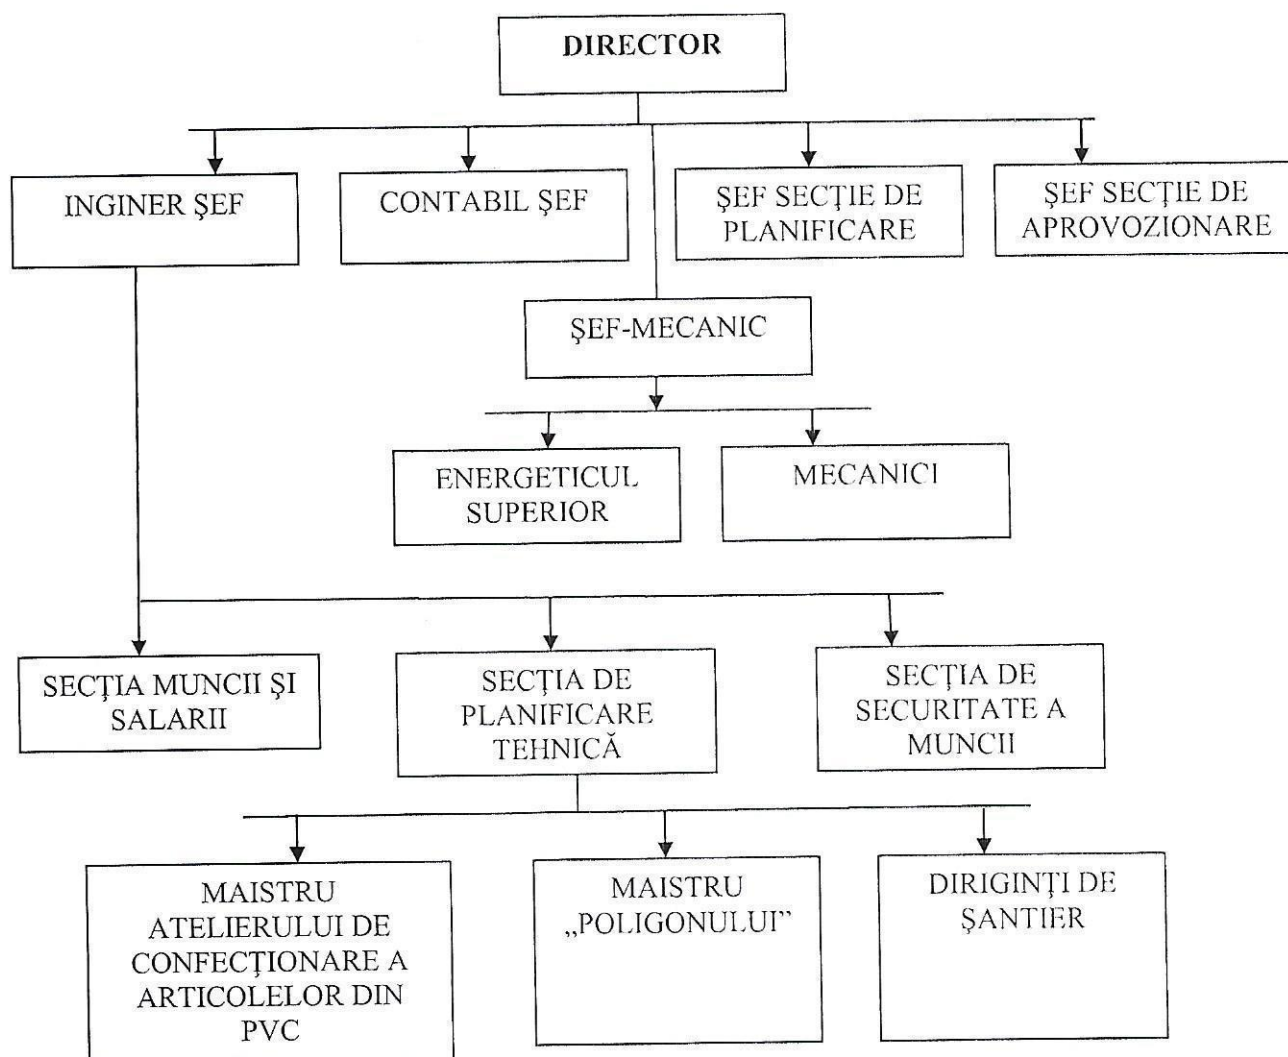 DIRECTOR
INGINER ŞEF
CONTABIL ŞEF
ŞEF SECŢIE DE
PLANIFICARE
ŞEF SECŢIE DE
APROVOZIONARE
ŞEF-MECANIC
ENERGETICUL
SUPERIOR
MECANICI
SECŢIA MUNCII ŞI
SALARII
SECŢIA DE
PLANIFICARE
TEHNICĂ
SECŢIA DE
SECURITATE A
MUNCII
MAISTRU
ATELIERULUI DE
CONFECŢIONARE A
ARTICOLELOR DIN
PVC
MAISTRU
„POLIGONULUI”
DIRIGINŢI DE
ŞANTIER